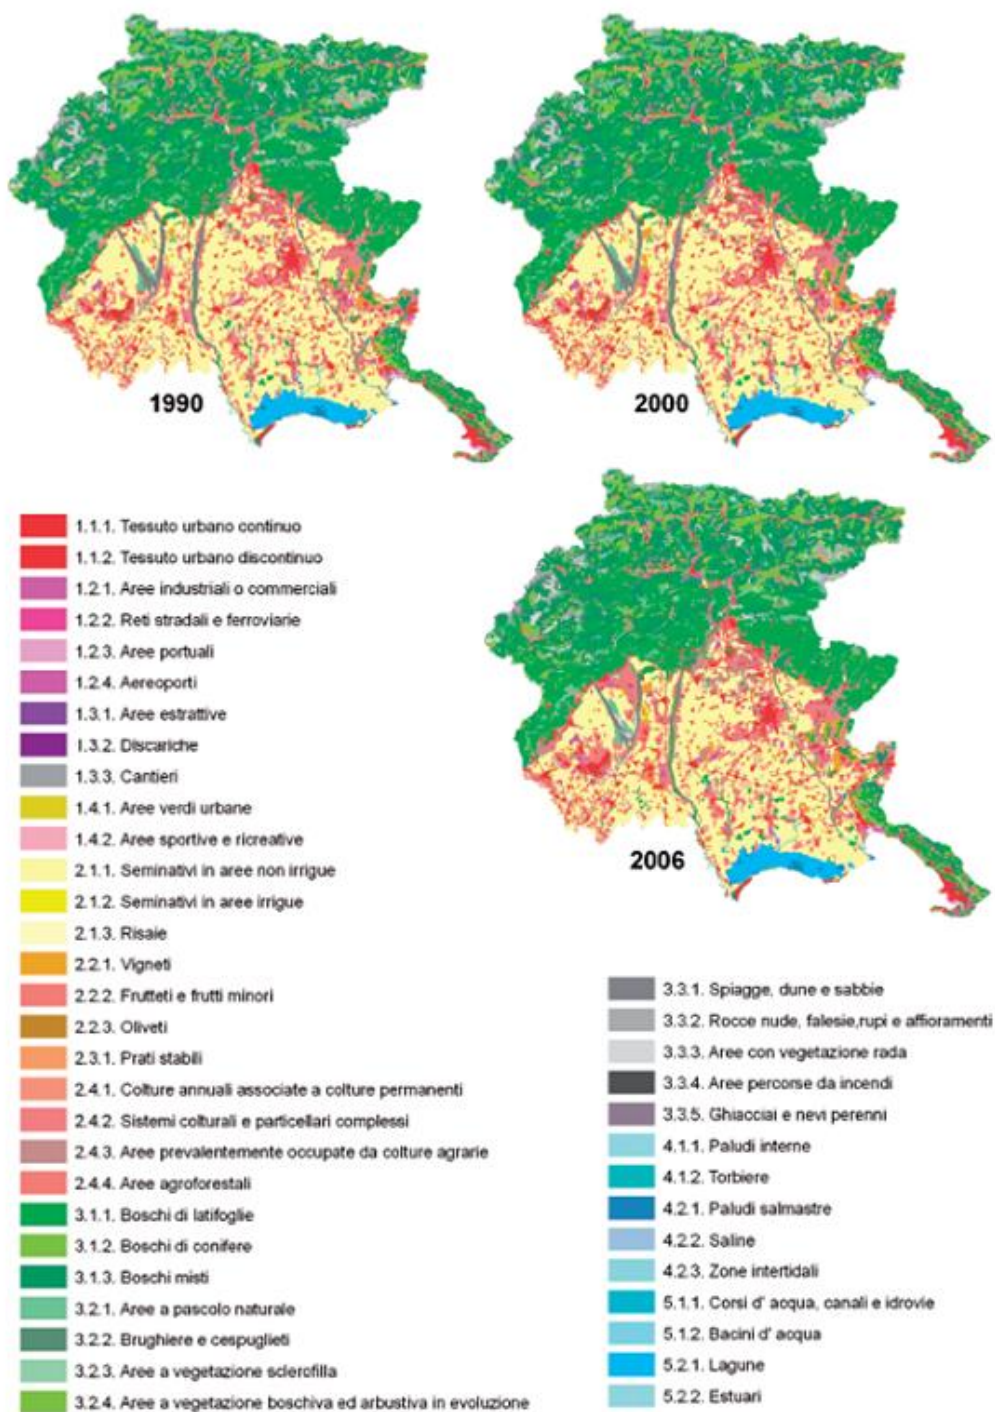 1990
2000
2006
1.1.1. Tessuto urbano continuo
1.1.2. Tessuto urbano discontinuo
1.2.1. Aree industriali o commerciali
1.2.2. Reti stradali e ferroviarie
1.2.3. Aree portuali
1.2.4. Aereoporti
1.3.1. Aree estrattive
1.3.2. Discariche
1.3.3. Cantieri
1.4.1. Aree verdi urbane
1.4.2. Aree sportive e ricreative
2.1.1. Seminativi in aree non irrigue
2.1.2. Seminativi in aree irrigue
2.1.3. Risaie
2.2.1. Vigneti
2.2.2. Frutteti e frutti minori
2.2.3. Oliveti
2.3.1. Prati stabili
2.4.1. Colture annuali associate a colture permanenti
2.4.2. Sistemi colturali e particellari complessi
2.4.3. Aree prevalentemente occupate da colture agrarie
2.4.4. Aree agroforestali
3.1.1. Boschi di latifoglie
3.1.2. Boschi di conifere
3.1.3. Boschi misti
3.2.1. Aree a pascolo naturale
3.2.2. Brughiere e cespuglieti
3.2.3. Aree a vegetazione sclerofilla
3.2.4. Aree a vegetazione boschiva ed arbustiva in evoluzione
3.3.1. Spiagge, dune e sabbie
3.3.2. Rocce nude, falesie,rupi e affioramenti
3.3.3. Aree con vegetazione rada
3.3.4. Aree percorse da incendi
3.3.5. Ghiacciai e nevi perenni
4.1.1. Paludi interne
4.1.2. Torbiere
4.2.1. Paludi salmastre
4.2.2. Saline
4.2.3. Zone intertidali
5.1.1. Corsi d' acqua, canali e idrovie
5.1.2. Bacini d' acqua
5.2.1. Lagune
5.2.2. Estuari